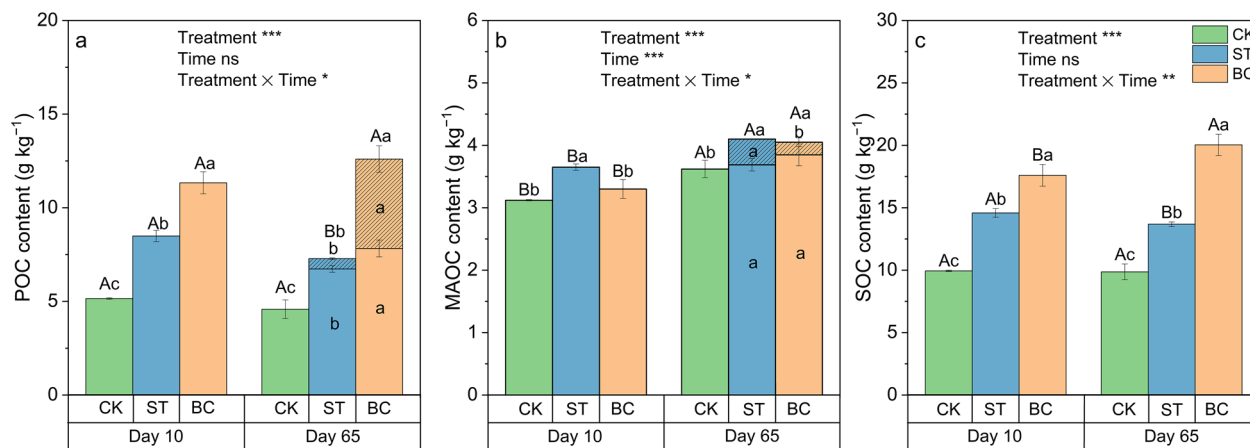 a
Treatment ***
Time ns
Treatment × Time *
POC content (g kg⁻¹)
20
15
10
5
0
Ac
Ab
Aa
Ac
Bb
b
b
Aa
a
a
CK ST BC CK ST BC
Day 10 Day 65
b
Treatment ***
Time ***
Treatment × Time *
MAOC content (g kg⁻¹)
6
5
4
3
2
1
0
Bb
Ba
Bb
Ab
Aa
a
a
Aa
b
a
CK ST BC CK ST BC
Day 10 Day 65
c
Treatment ***
Time ns
Treatment × Time **
CK
ST
BC
SOC content (g kg⁻¹)
30
25
20
15
10
5
0
Ac
Ab
Ba
Ac
Bb
Aa
CK ST BC CK ST BC
Day 10 Day 65